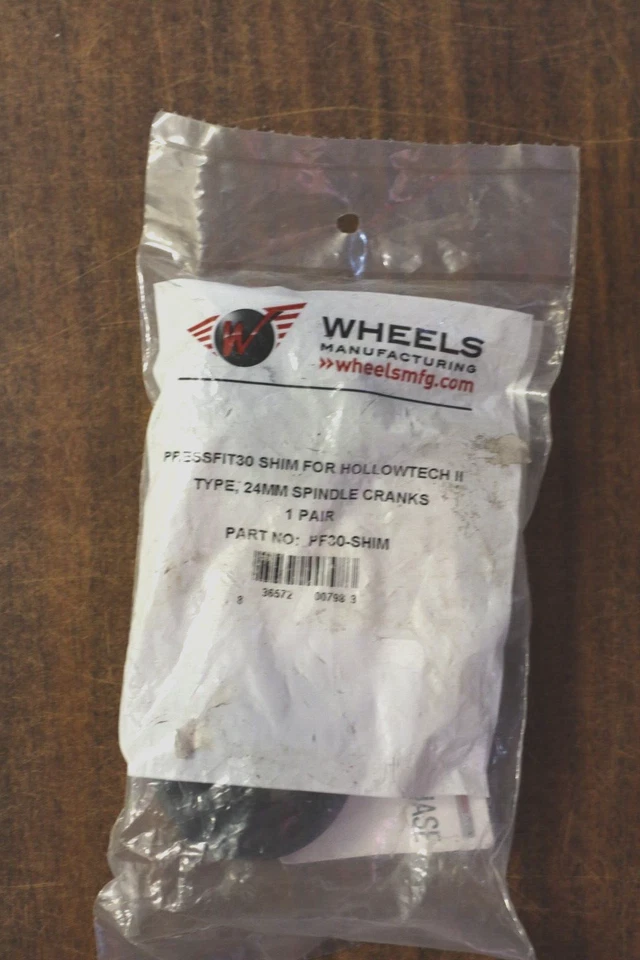 W
WHEELS
MANUFACTURING
»wheelsmfg.com
PRESSFIT30 SHIM FOR HOLLOWTECH II
TYPE, 24MM SPINDLE CRANKS
1 PAIR
PART NO: PF30-SHIM
8 36572 00798 3